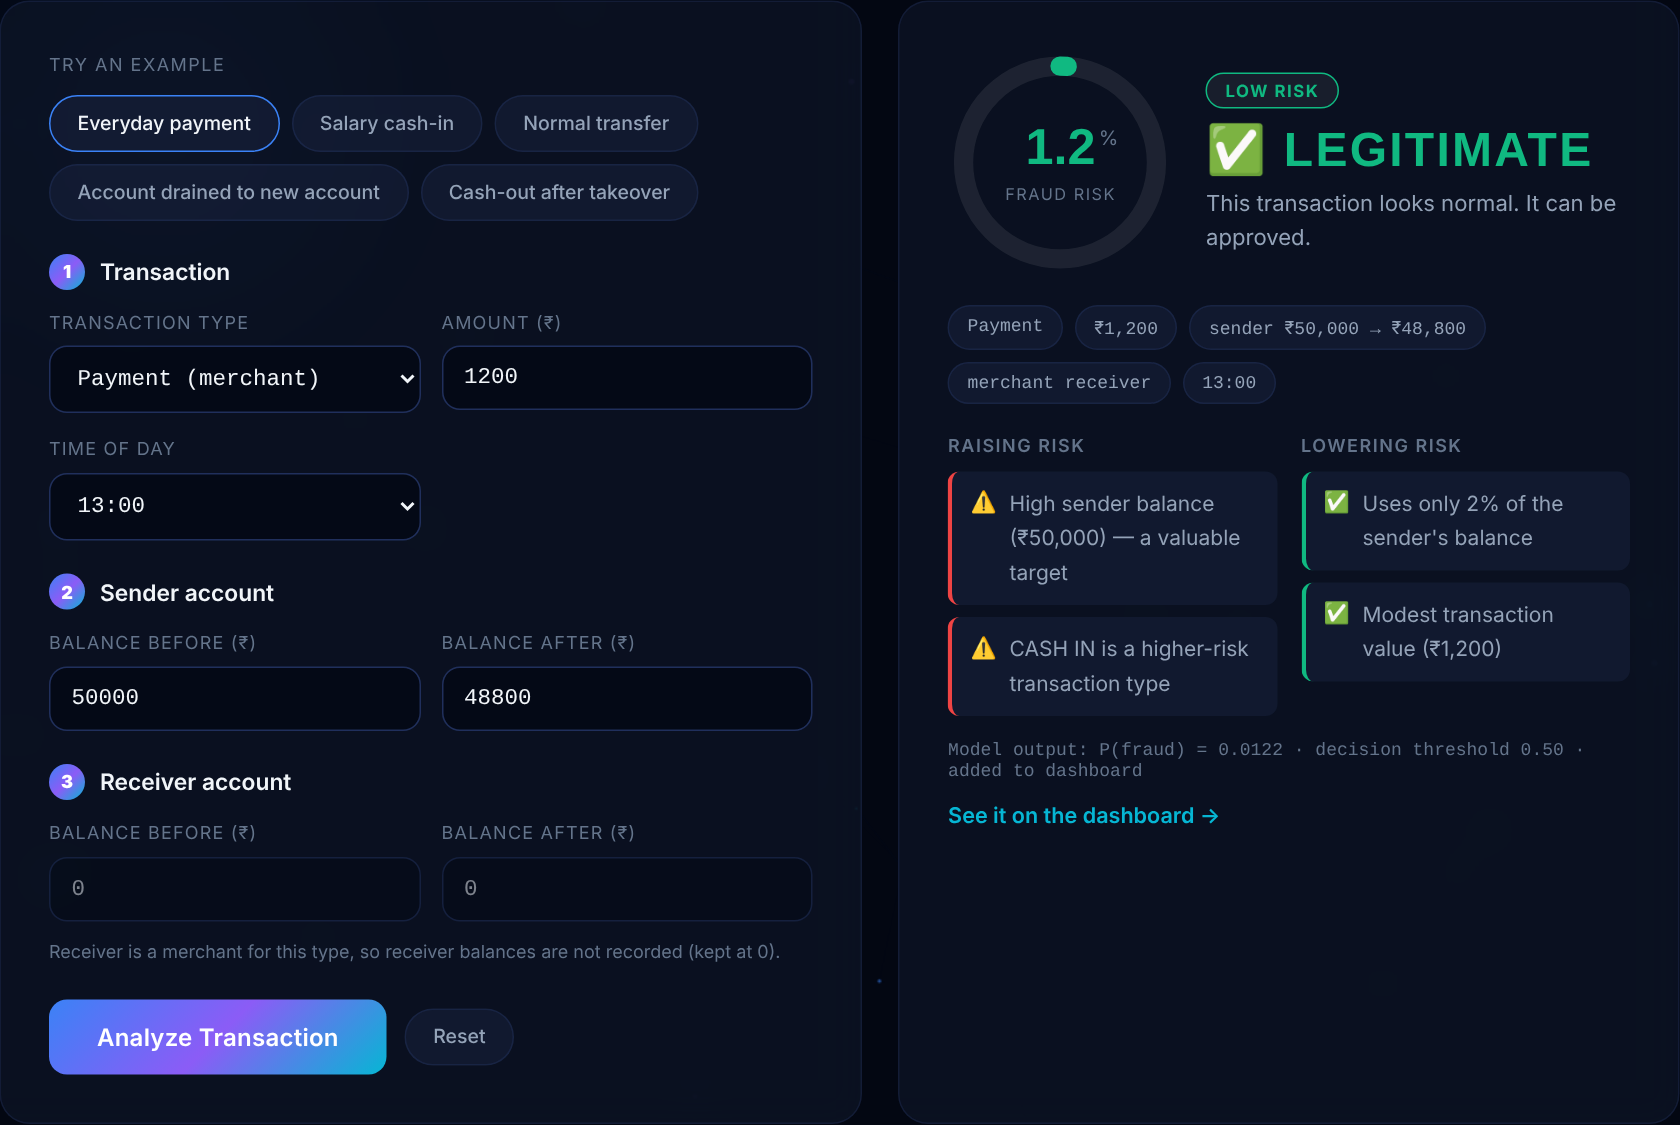 TRY AN EXAMPLE
Everyday payment
Salary cash-in
Normal transfer
Account drained to new account
Cash-out after takeover
1 Transaction
TRANSACTION TYPE
AMOUNT (₹)
Payment (merchant)
1200
TIME OF DAY
13:00
2 Sender account
BALANCE BEFORE (₹)
BALANCE AFTER (₹)
50000
48800
3 Receiver account
BALANCE BEFORE (₹)
BALANCE AFTER (₹)
0
0
Receiver is a merchant for this type, so receiver balances are not recorded (kept at 0).
Analyze Transaction
Reset
1.2%
FRAUD RISK
LOW RISK
✅ LEGITIMATE
This transaction looks normal. It can be
approved.
Payment
₹1,200
sender ₹50,000 → ₹48,800
merchant receiver
13:00
RAISING RISK
⚠️ High sender balance
(₹50,000) — a valuable
target
⚠️ CASH IN is a higher-risk
transaction type
LOWERING RISK
✅ Uses only 2% of the
sender's balance
✅ Modest transaction
value (₹1,200)
Model output: P(fraud) = 0.0122 · decision threshold 0.50 ·
added to dashboard
See it on the dashboard →